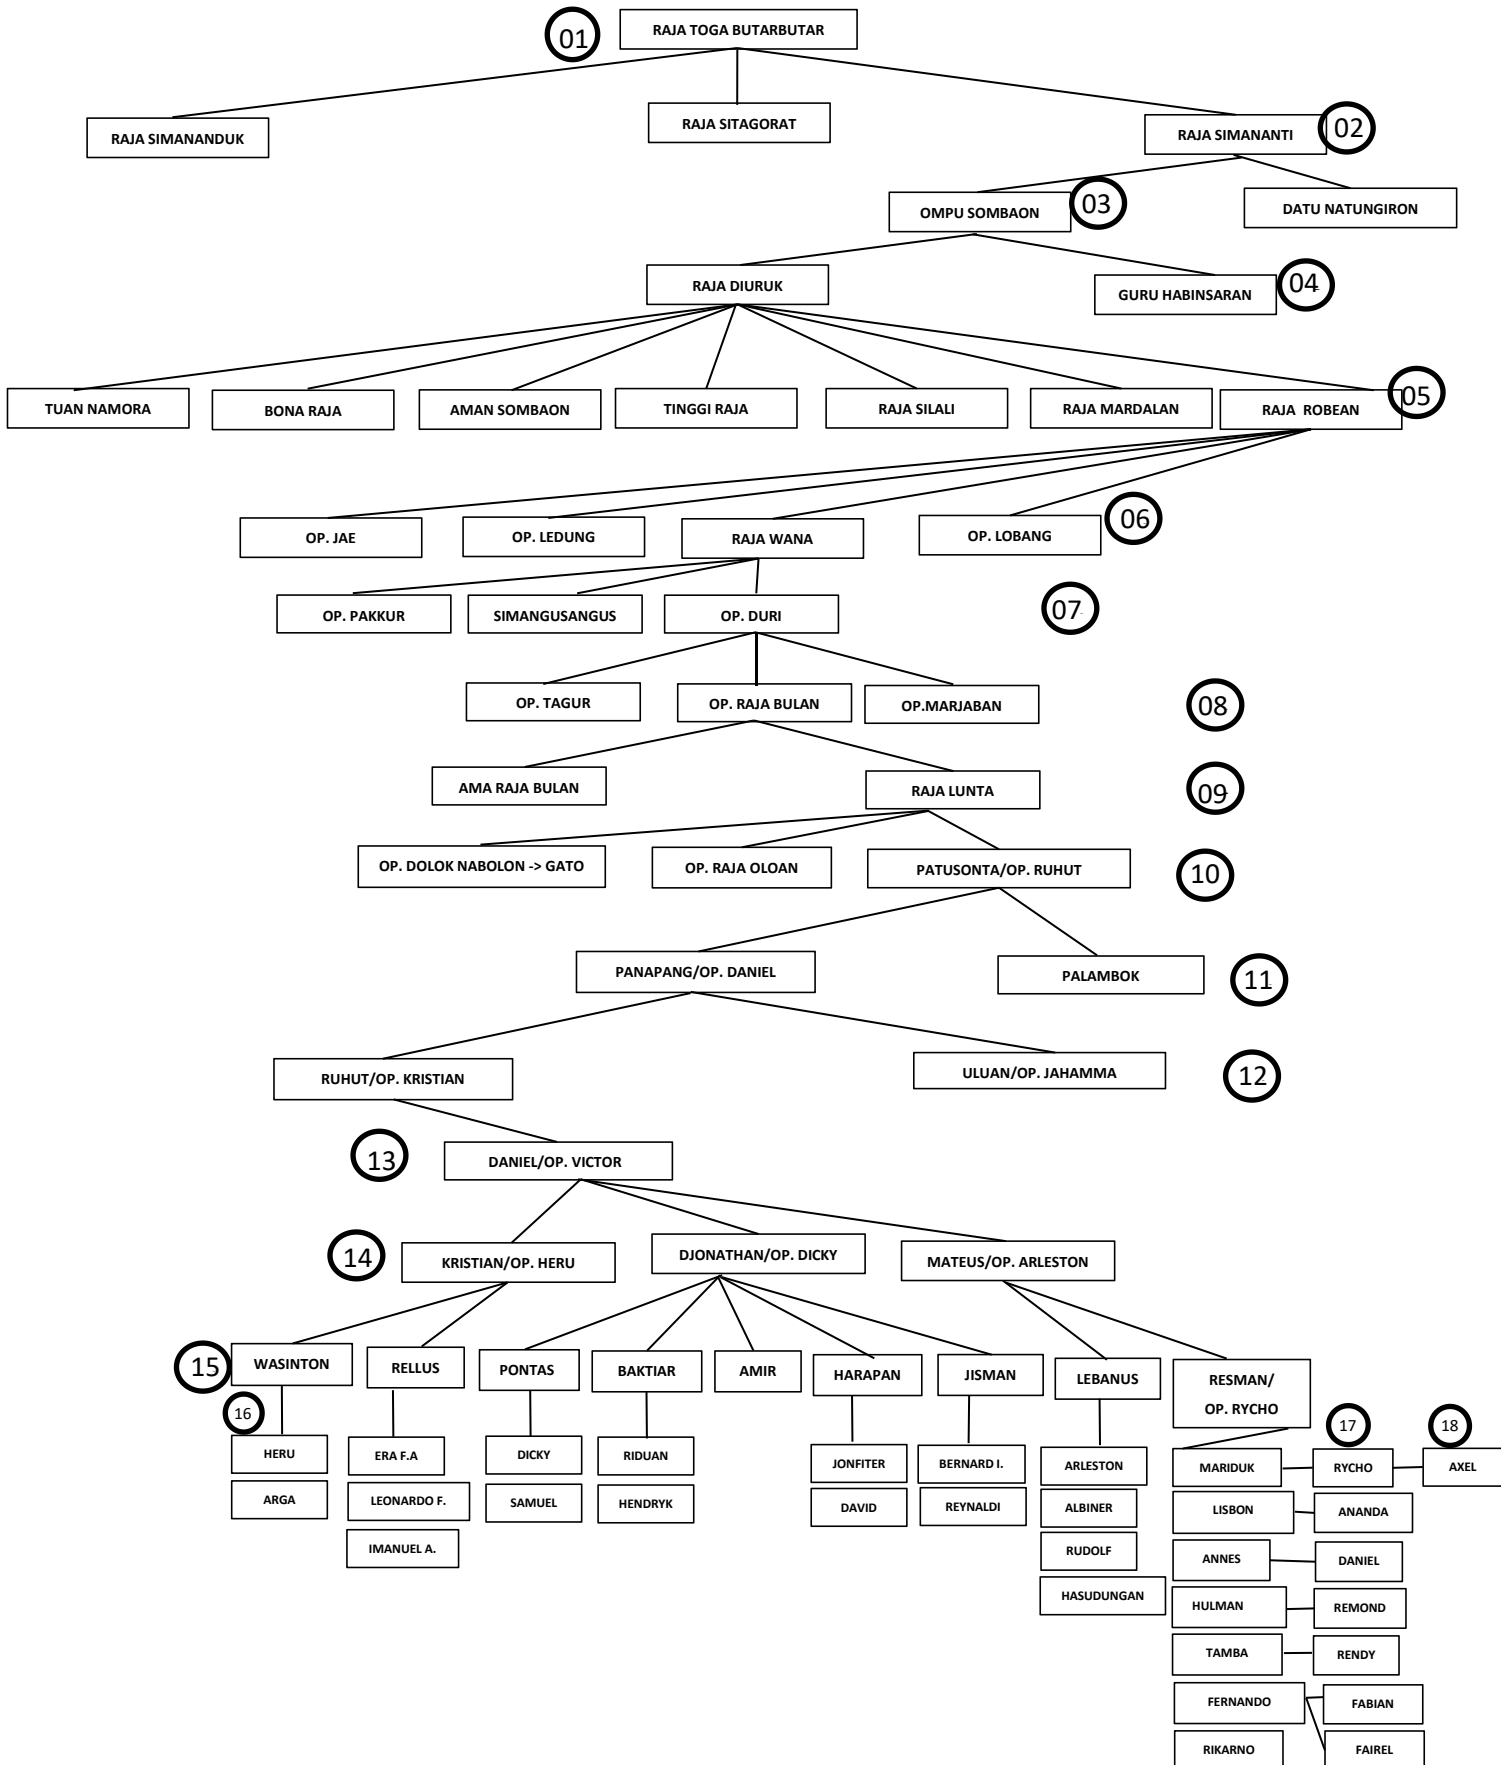 01
RAJA TOGA BUTARBUTAR
RAJA SIMANANDUK
RAJA SITAGORAT
RAJA SIMANANTI
02
OMPU SOMBAON
03
DATU NATUNGIRON
RAJA DIURUK
GURU HABINSARAN
04
TUAN NAMORA
BONA RAJA
AMAN SOMBAON
TINGGI RAJA
RAJA SILALI
RAJA MARDALAN
RAJA ROBEAN
05
OP. JAE
OP. LEDUNG
RAJA WANA
OP. LOBANG
06
OP. PAKKUR
SIMANGUSANGUS
OP. DURI
07
OP. TAGUR
OP. RAJA BULAN
OP.MARJABAN
08
AMA RAJA BULAN
RAJA LUNTA
09
OP. DOLOK NABOLON -> GATO
OP. RAJA OLOAN
PATUSONTA/OP. RUHUT
10
PANAPANG/OP. DANIEL
PALAMBOK
11
RUHUT/OP. KRISTIAN
ULUAN/OP. JAHAMMA
12
13
DANIEL/OP. VICTOR
14
KRISTIAN/OP. HERU
DJONATHAN/OP. DICKY
MATEUS/OP. ARLESTON
15
WASINTON
RELLUS
PONTAS
BAKTIAR
AMIR
HARAPAN
JISMAN
LEBANUS
RESMAN/
OP. RYCHO
16
17
18
HERU
ERA F.A
DICKY
RIDUAN
JONFITER
BERNARD I.
ARLESTON
MARIDUK
RYCHO
AXEL
ARGA
LEONARDO F.
SAMUEL
HENDRYK
DAVID
REYNALDI
ALBINER
LISBON
ANANDA
IMANUEL A.
RUDOLF
ANNES
DANIEL
HASUDUNGAN
HULMAN
REMOND
TAMBA
RENDY
FERNANDO
FABIAN
RIKARNO
FAIREL